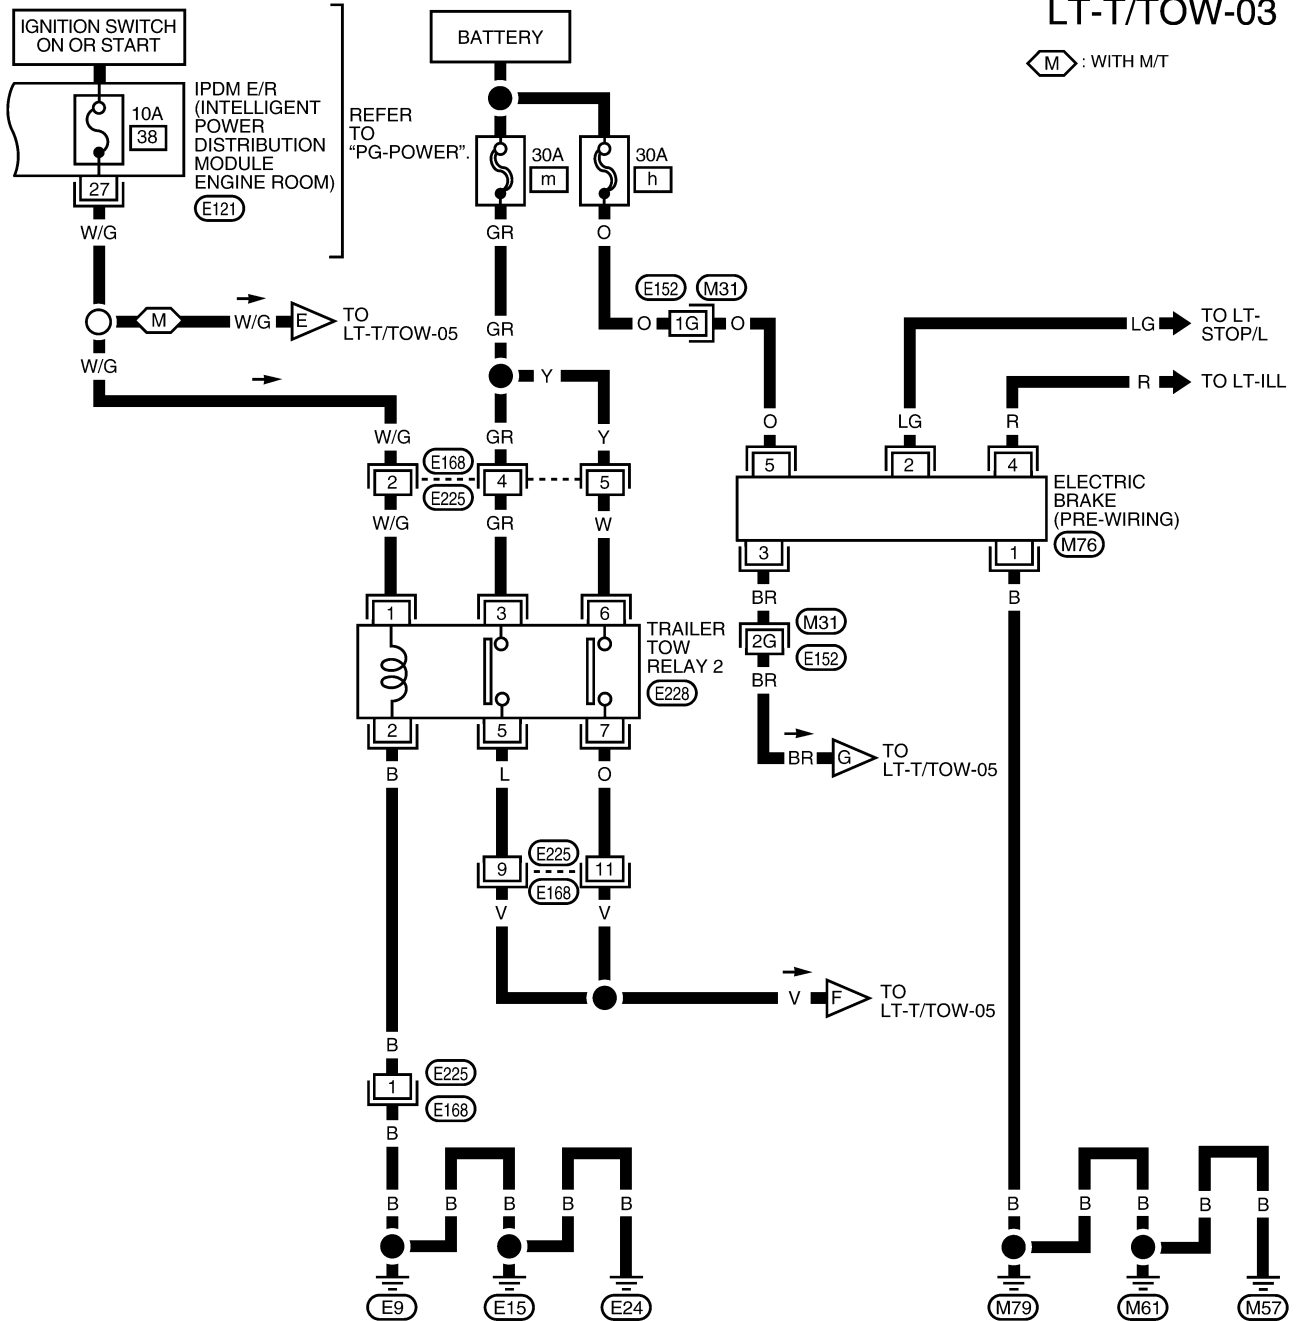 LT-T/TOW-03
M : WITH M/T
IGNITION SWITCH
ON OR START
BATTERY
10A
38
27
IPDM E/R
(INTELLIGENT
POWER
DISTRIBUTION
MODULE
ENGINE ROOM)
E121
REFER
TO
“PG-POWER”.
30A
m
30A
h
W/G
GR
O
M
W/G
E
TO
LT-T/TOW-05
W/G
GR
E152
M31
O
1G
O
LG
TO LT-
STOP/L
R
TO LT-ILL
Y
W/G
GR
Y
O
LG
R
2
E168
E225
4
5
W/G
GR
W
5
2
4
ELECTRIC
BRAKE
(PRE-WIRING)
M76
3
1
BR
B
2G
M31
E152
BR
1
3
6
TRAILER
TOW
RELAY 2
E228
2
5
7
B
L
O
BR
G
TO
LT-T/TOW-05
9
E225
E168
11
V
V
V
F
TO
LT-T/TOW-05
B
1
E225
E168
B
B
B
B
B
B
B
B
B
B
B
E9
E15
E24
M79
M61
M57